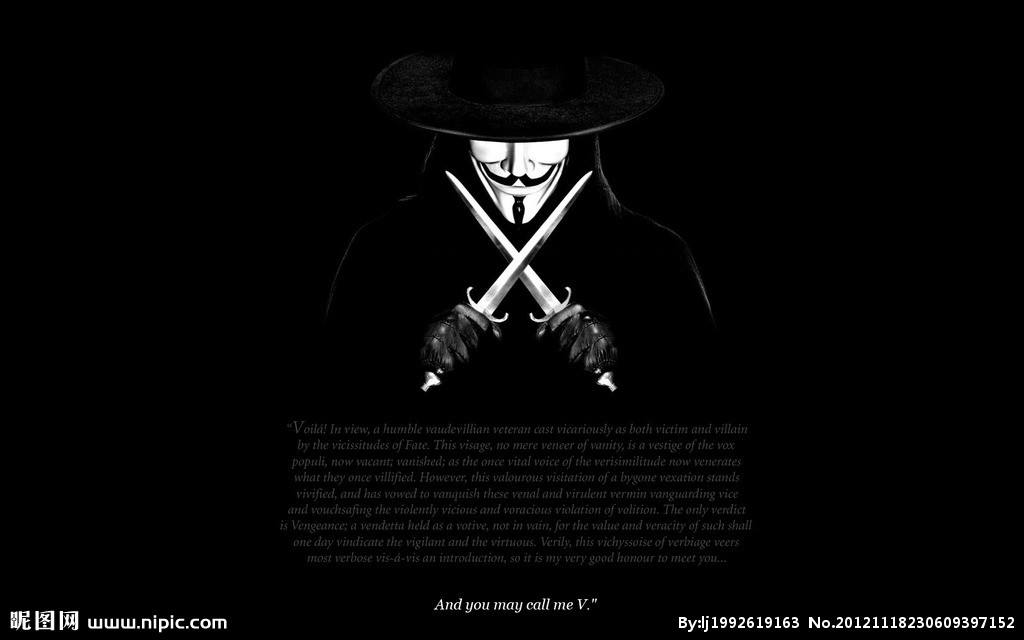 "Voilá! In view, a humble vaudevillian veteran cast vicariously as both victim and villain
by the vicissitudes of Fate. This visage, no mere veneer of vanity, is a vestige of the vox
populi, now vacant; vanished; as the once vital voice of the verisimilitude now venerates
what they once villified. However, this valourous visitation of a bygone vexation stands
vivified, and has vowed to vanquish these venal and virulent vermin vanguarding vice
and vouchsafing the violently vicious and voracious violation of volition. The only verdict
is Vengeance; a vendetta held as a votive, not in vain, for the value and veracity of such shall
one day vindicate the vigilant and the virtuous. Verily, this vichyssoise of verbiage veers
most verbose vis-á-vis an introduction, so it is my very good honour to meet you...
And you may call me V."
昵图网 www.nipic.com
By:lj1992619163 No.20121118230609397152